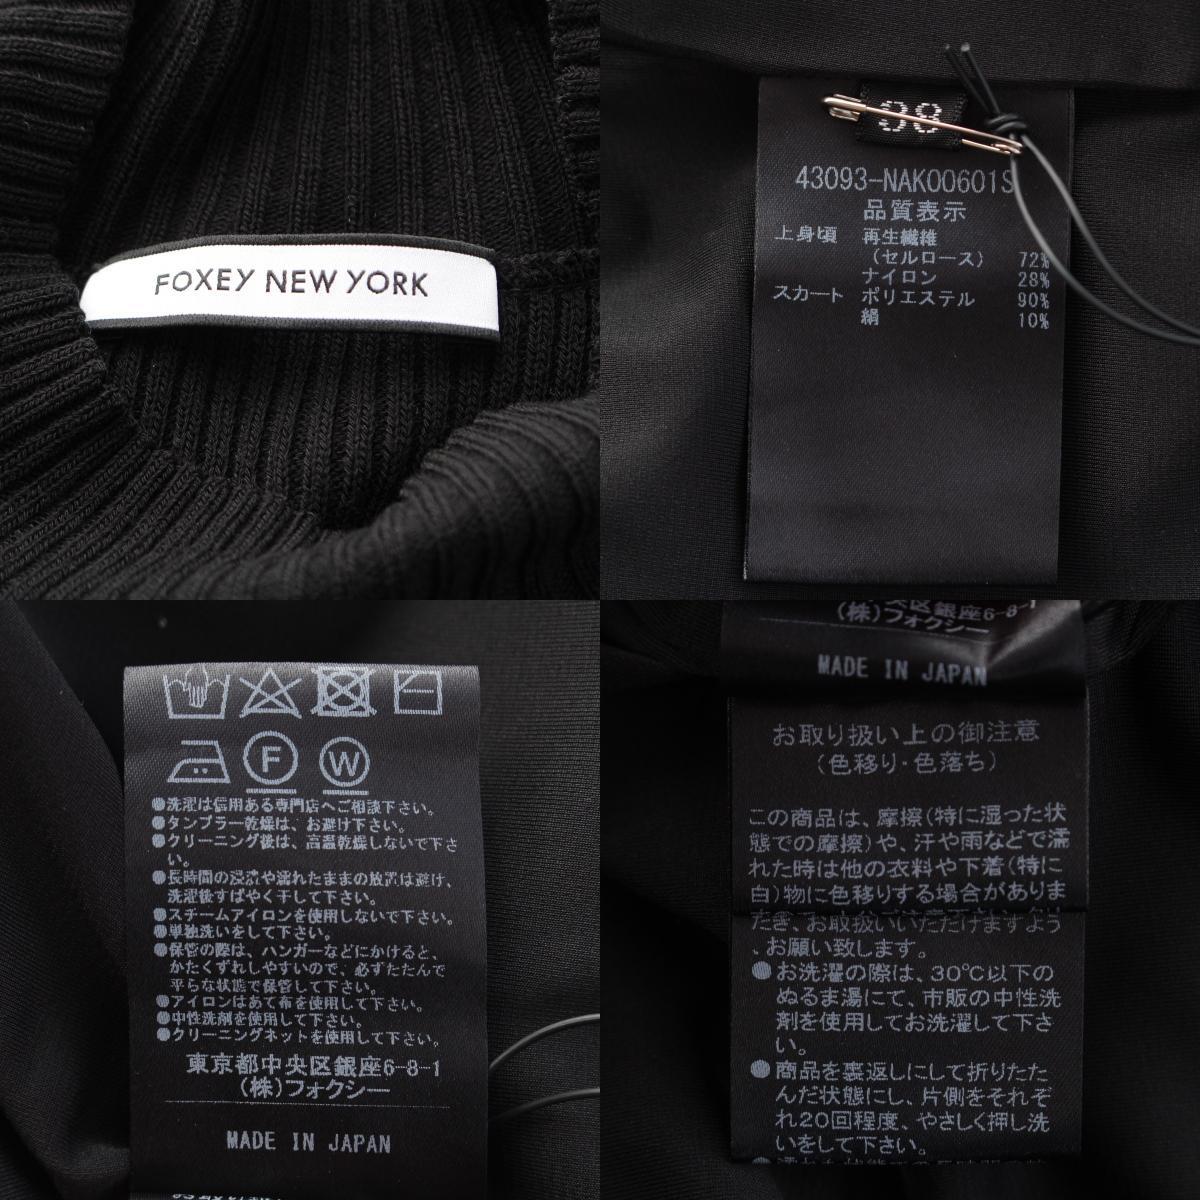 FOXEY NEW YORK
38
43093-NAK00601S
品質表示
上身頃 再生繊維
(セルロース) 72%
ナイロン 28%
スカート ポリエステル 90%
絹 10%
F W
●洗濯は信用ある専門店へご相談下さい。
●タンブラー乾燥は、お避け下さい。
●クリーニング後は、高温乾燥しないで下さ
い。
●長時間の浸漬や濡れたままの放置は避け、
洗濯後すばやく干して下さい。
●スチームアイロンを使用しないで下さい。
●単独洗いをして下さい。
●保管の際は、ハンガーなどにかけると、
かたくずれしやすいので、必ずたたんで
平らな状態で保管して下さい。
●アイロンはあて布を使用して下さい。
●中性洗剤を使用して下さい。
●クリーニングネットを使用して下さい。
東京都中央区銀座6-8-1
(株)フォクシー
MADE IN JAPAN
中央区銀座6-8-1
(株)フォクシー
MADE IN JAPAN
お取り扱い上の御注意
(色移り・色落ち)
この商品は、摩擦(特に湿った状
態での摩擦)や、汗や雨などで濡
れた時は他の衣料や下着(特に
白)物に色移りする場合がありま
お取扱いいただけますよう
、お願い致します。
●お洗濯の際は、30℃以下の
ぬるま湯にて、市販の中性洗
剤を使用してお洗濯して下さ
い。
●商品を裏返しにして折りたた
んだ状態にし、片側をそれぞ
れ20回程度、やさしく押し洗
いをして下さい。